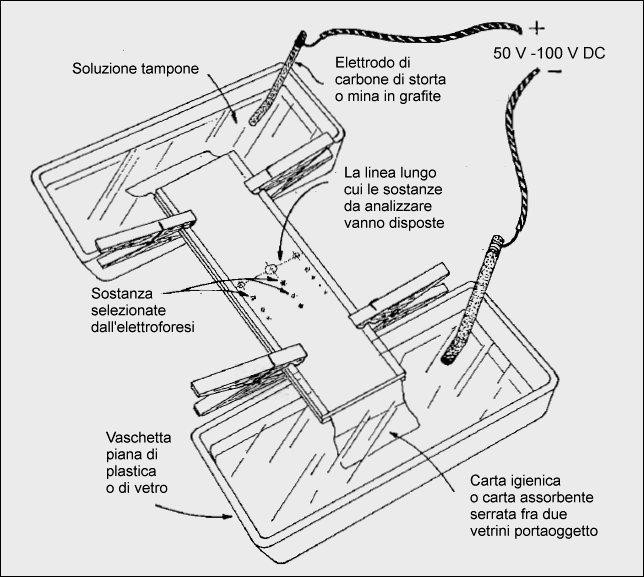 +
50 V -100 V DC
−
Soluzione tampone
Elettrodo di
carbone di storta
o mina in grafite
La linea lungo
cui le sostanze
da analizzare
vanno disposte
Sostanza
selezionate
dall'elettroforesi
Vaschetta
piana di
plastica
o di vetro
Carta igienica
o carta assorbente
serrata fra due
vetrini portaoggetto